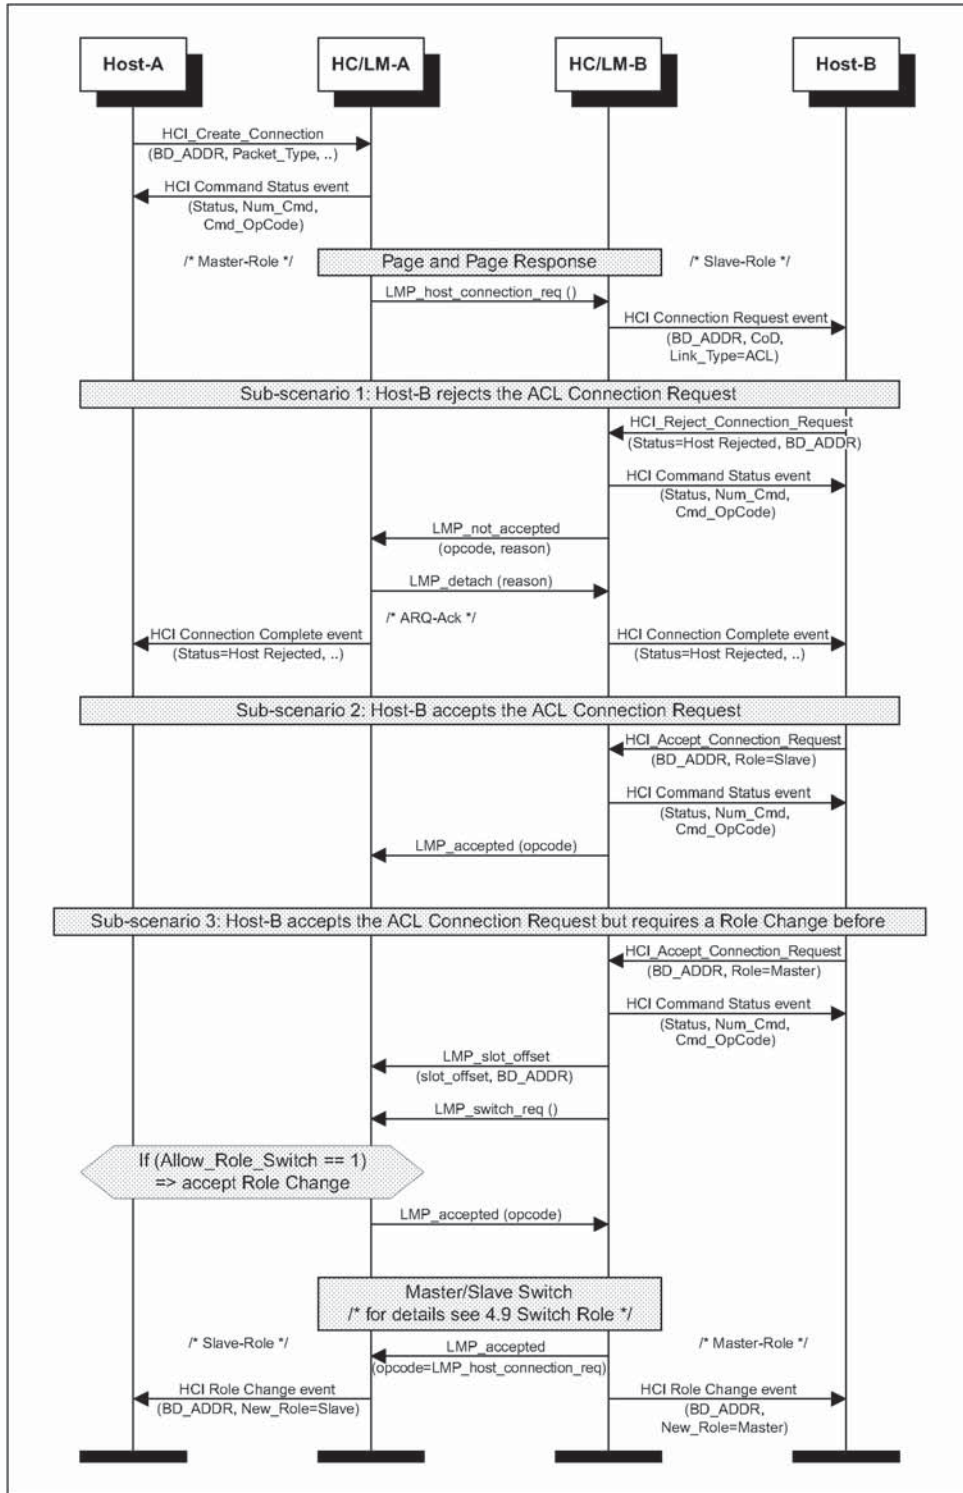 Host-A
HC/LM-A
HC/LM-B
Host-B
HCI_Create_Connection
(BD_ADDR, Packet_Type, ..)
HCI Command Status event
(Status, Num_Cmd,
Cmd_OpCode)
/* Master-Role */
Page and Page Response
/* Slave-Role */
LMP_host_connection_req ()
HCI Connection Request event
(BD_ADDR, CoD,
Link_Type=ACL)
Sub-scenario 1: Host-B rejects the ACL Connection Request
HCI_Reject_Connection_Request
(Status=Host Rejected, BD_ADDR)
HCI Command Status event
(Status, Num_Cmd,
Cmd_OpCode)
LMP_not_accepted
(opcode, reason)
LMP_detach (reason)
/* ARQ-Ack */
HCI Connection Complete event
(Status=Host Rejected, ..)
HCI Connection Complete event
(Status=Host Rejected, ..)
Sub-scenario 2: Host-B accepts the ACL Connection Request
HCI_Accept_Connection_Request
(BD_ADDR, Role=Slave)
HCI Command Status event
(Status, Num_Cmd,
Cmd_OpCode)
LMP_accepted (opcode)
Sub-scenario 3: Host-B accepts the ACL Connection Request but requires a Role Change before
HCI_Accept_Connection_Request
(BD_ADDR, Role=Master)
HCI Command Status event
(Status, Num_Cmd,
Cmd_OpCode)
LMP_slot_offset
(slot_offset, BD_ADDR)
LMP_switch_req ()
If (Allow_Role_Switch == 1)
=> accept Role Change
LMP_accepted (opcode)
Master/Slave Switch
/* for details see 4.9 Switch Role */
/* Slave-Role */
LMP_accepted
(opcode=LMP_host_connection_req)
/* Master-Role */
HCI Role Change event
(BD_ADDR, New_Role=Slave)
HCI Role Change event
(BD_ADDR,
New_Role=Master)